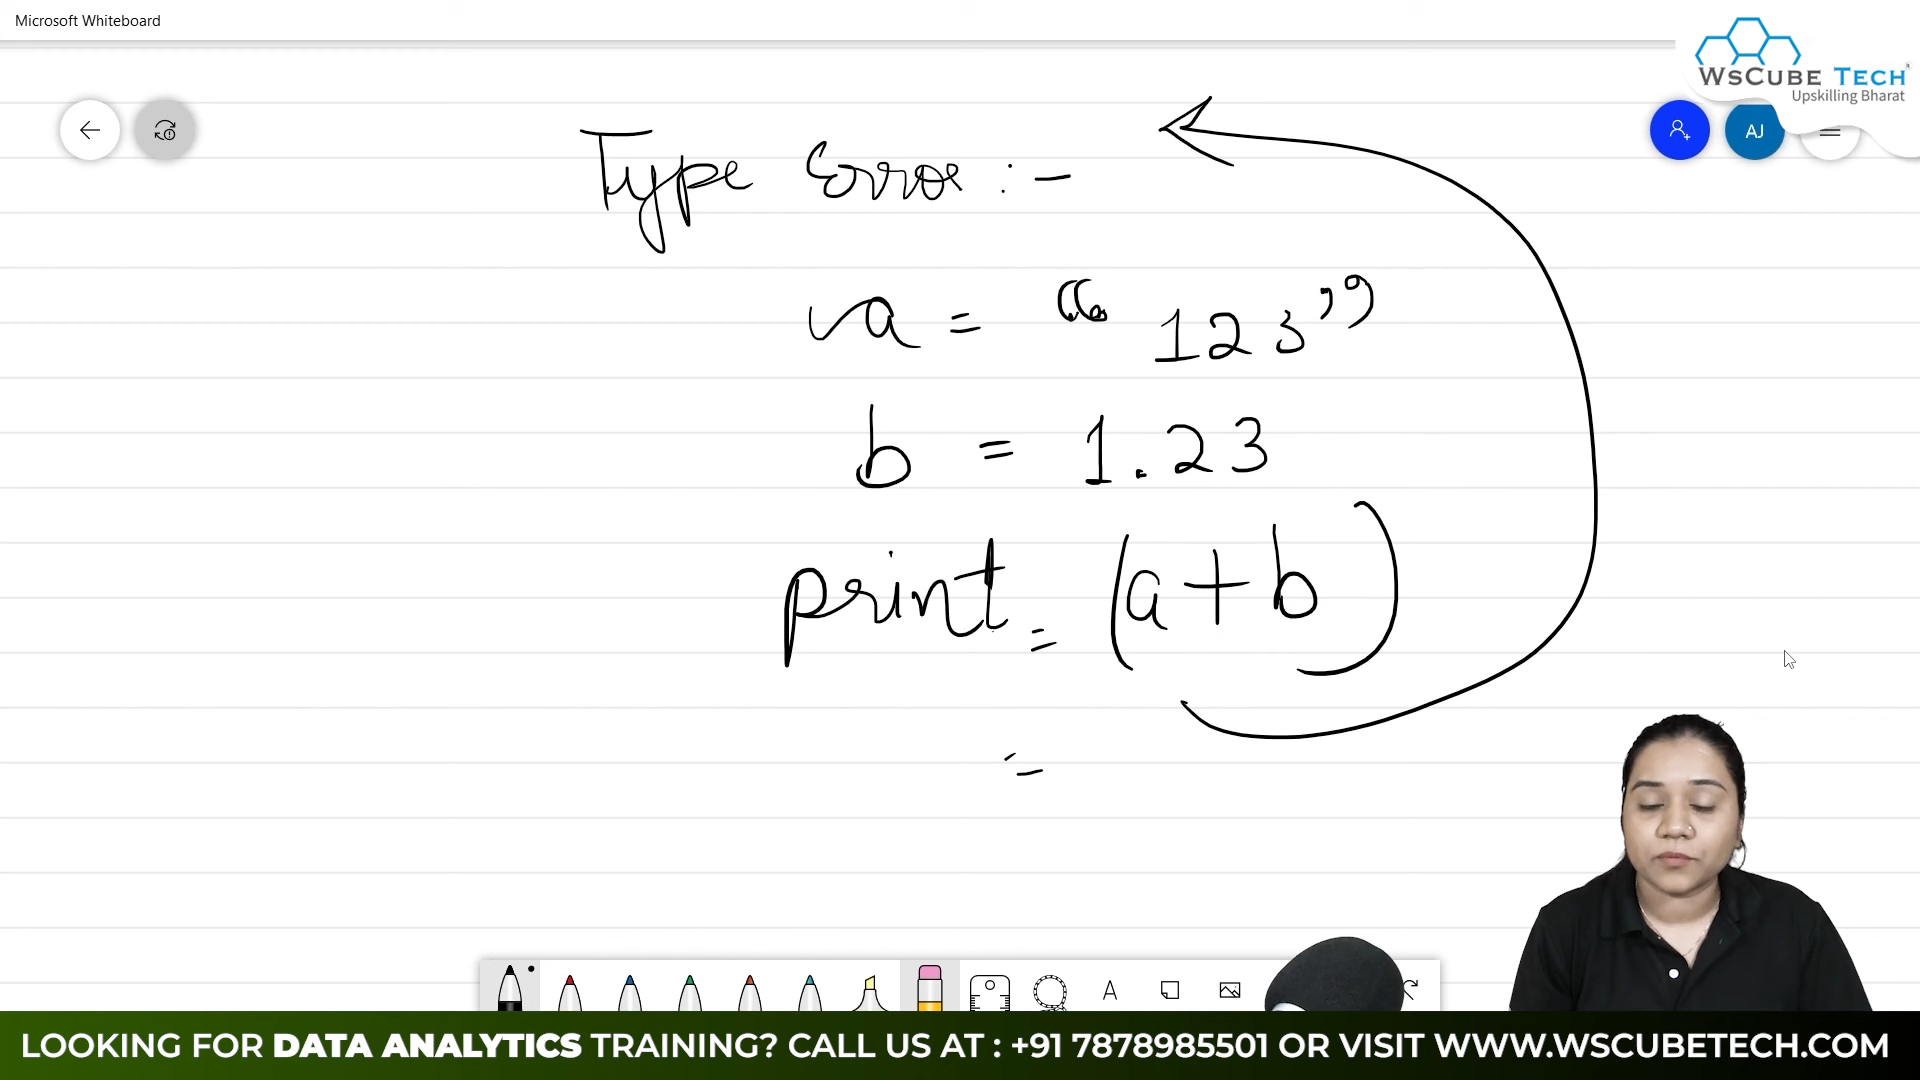 Microsoft Whiteboard
WSCUBE TECH
Upskilling Bharat
AJ
Type Error :-
a = " 123"
b = 1.23
print = (a+b)
=
A
LOOKING FOR DATA ANALYTICS TRAINING? CALL US AT : +91 7878985501 OR VISIT WWW.WSCUBETECH.COM